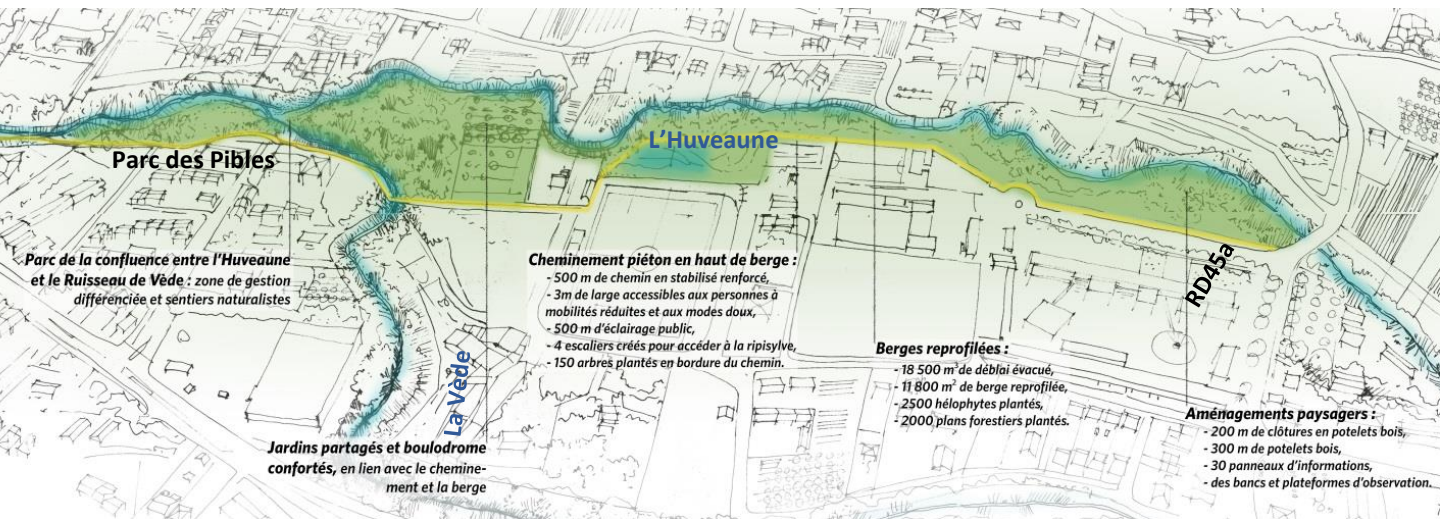 L'Huveaune
Parc des Pibles
RD45a
La Vède
Parc de la confluence entre l'Huveaune
et le Ruisseau de Vède : zone de gestion
différenciée et sentiers naturalistes
Jardins partagés et boulodrome
confortés, en lien avec le chemine-
ment et la berge
Cheminement piéton en haut de berge :
- 500 m de chemin en stabilisé renforcé,
- 3m de large accessibles aux personnes à
mobilités réduites et aux modes doux,
- 500 m d'éclairage public,
- 4 escaliers créés pour accéder à la ripisylve,
- 150 arbres plantés en bordure du chemin.
Berges reprofilées :
- 18 500 m³ de déblai évacué,
- 11 800 m² de berge reprofilée,
- 2500 hélophytes plantés,
- 2000 plans forestiers plantés.
Aménagements paysagers :
- 200 m de clôtures en potelets bois,
- 300 m de potelets bois,
- 30 panneaux d'informations,
- des bancs et plateformes d'observation.